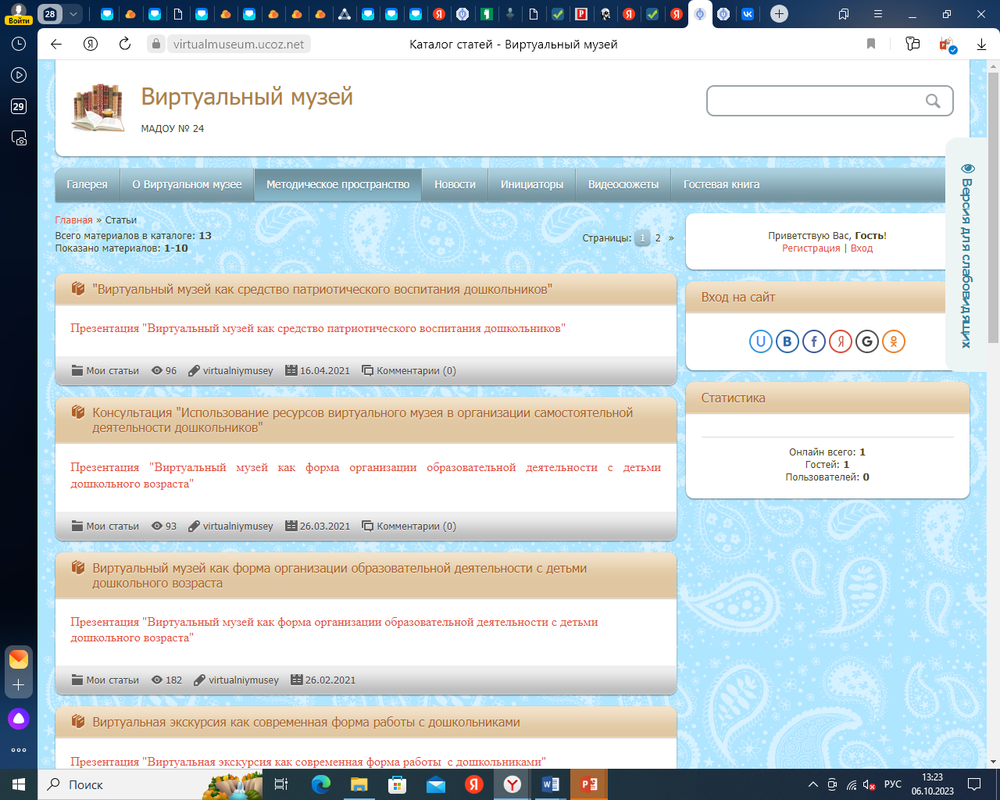 28
Войти
virtualmuseum.ucoz.net
Каталог статей - Виртуальный музей
29
Виртуальный музей
МАДОУ № 24
Галерея
О Виртуальном музее
Методическое пространство
Новости
Инициаторы
Видеосюжеты
Гостевая книга
Версия для слабовидящих
Главная » Статьи
Всего материалов в каталоге: 13
Показано материалов: 1-10
Страницы: 1 2 »
"Виртуальный музей как средство патриотического воспитания дошкольников"
Презентация "Виртуальный музей как средство патриотического воспитания дошкольников"
Мои статьи 96 virtualniymusey 16.04.2021 Комментарии (0)
Консультация "Использование ресурсов виртуального музея в организации самостоятельной
деятельности дошкольников"
Презентация "Виртуальный музей как форма организации образовательной деятельности с детьми
дошкольного возраста"
Мои статьи 93 virtualniymusey 26.03.2021 Комментарии (0)
Виртуальный музей как форма организации образовательной деятельности с детьми
дошкольного возраста
Презентация "Виртуальный музей как форма организации образовательной деятельности с детьми
дошкольного возраста"
Мои статьи 182 virtualniymusey 26.02.2021
Виртуальная экскурсия как современная форма работы с дошкольниками
Презентация "Виртуальная экскурсия как современная форма работы с дошкольниками"
Приветствую Вас, Гость!
Регистрация | Вход
Вход на сайт
Статистика
Онлайн всего: 1
Гостей: 1
Пользователей: 0
Поиск
РУС
13:23
06.10.2023